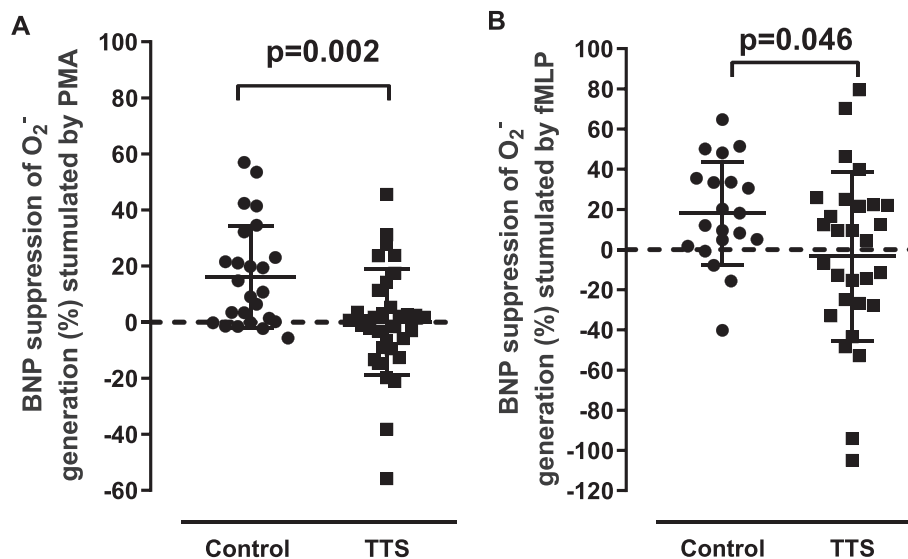 A
BNP suppression of O2-
generation (%) stumulated by PMA
100
80
60
40
20
0
-20
-40
-60
p=0.002
Control
TTS
B
BNP suppression of O2-
generation (%) stumulated by fMLP
100
80
60
40
20
0
-20
-40
-60
-80
-100
-120
p=0.046
Control
TTS